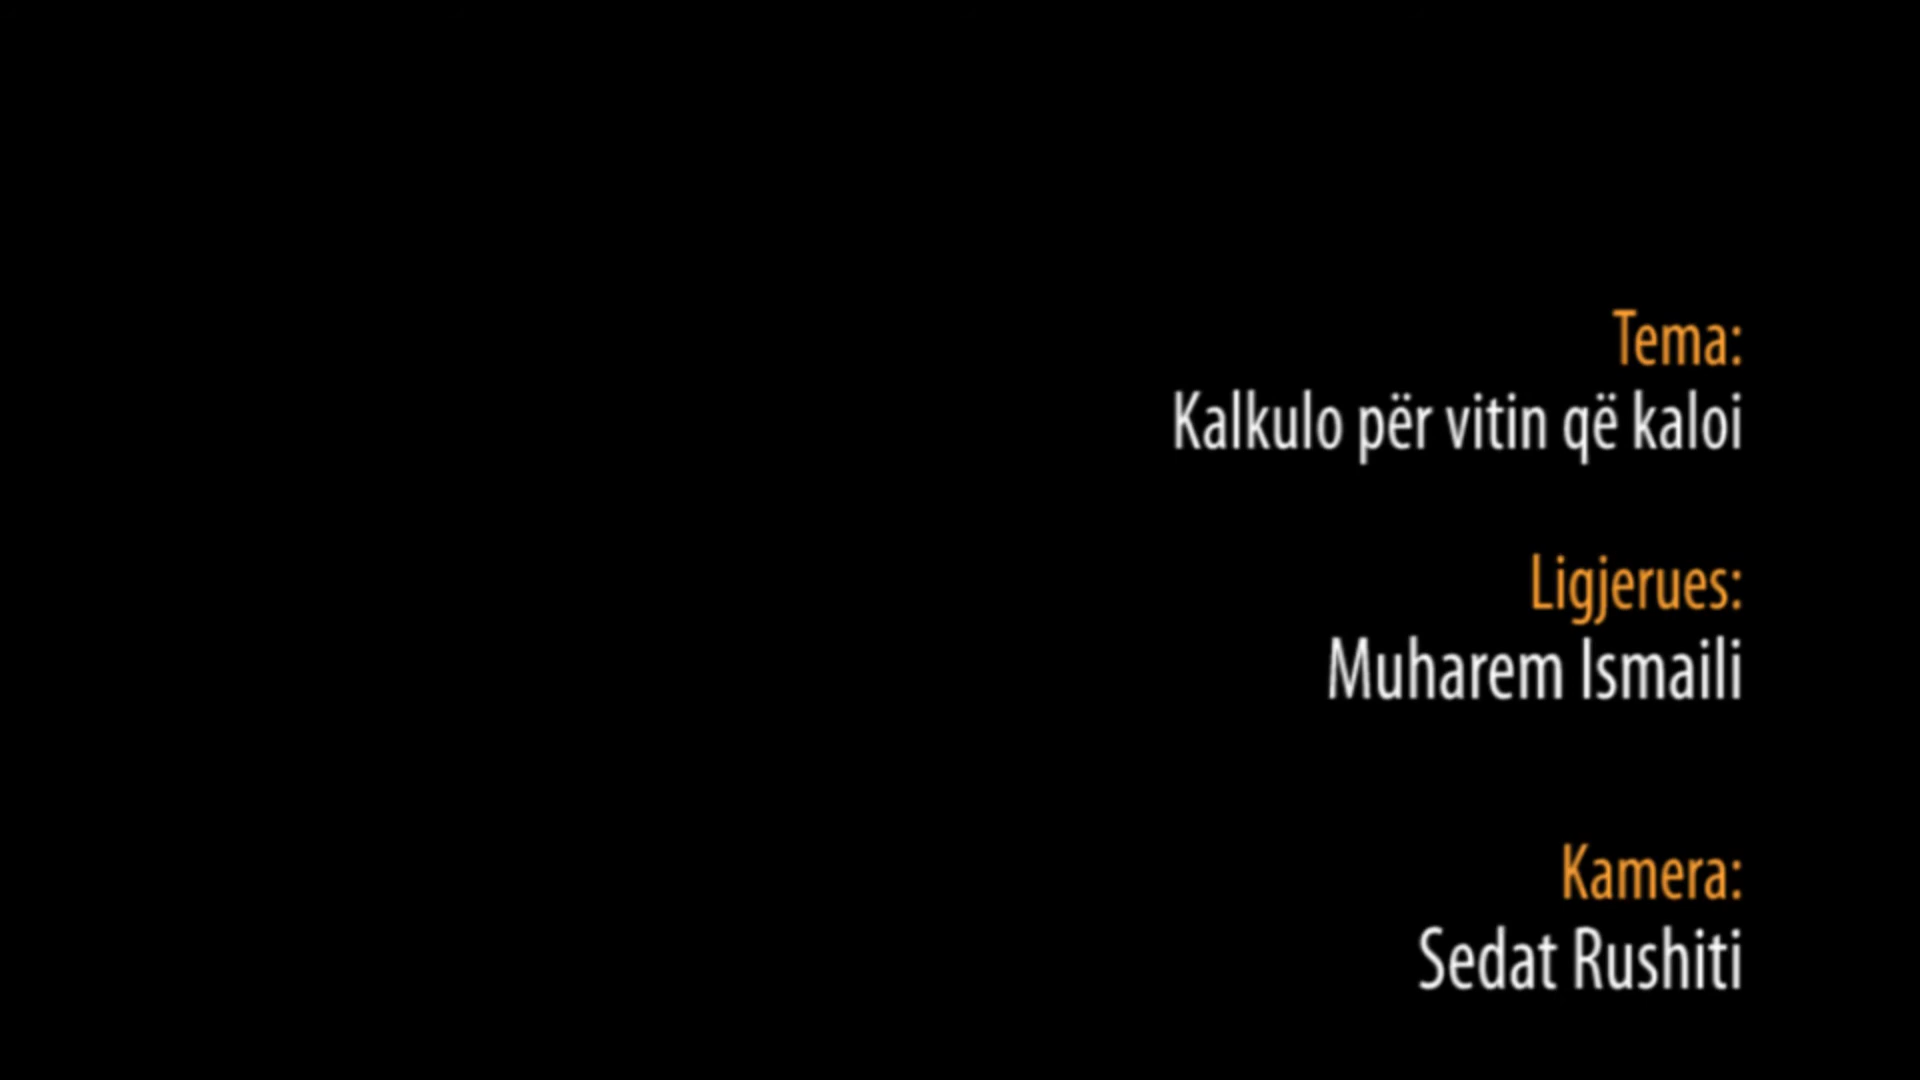 Tema:
Kalkulo për vitin që kaloi
Ligjerues:
Muharem Ismaili
Kamera:
Sedat Rushiti